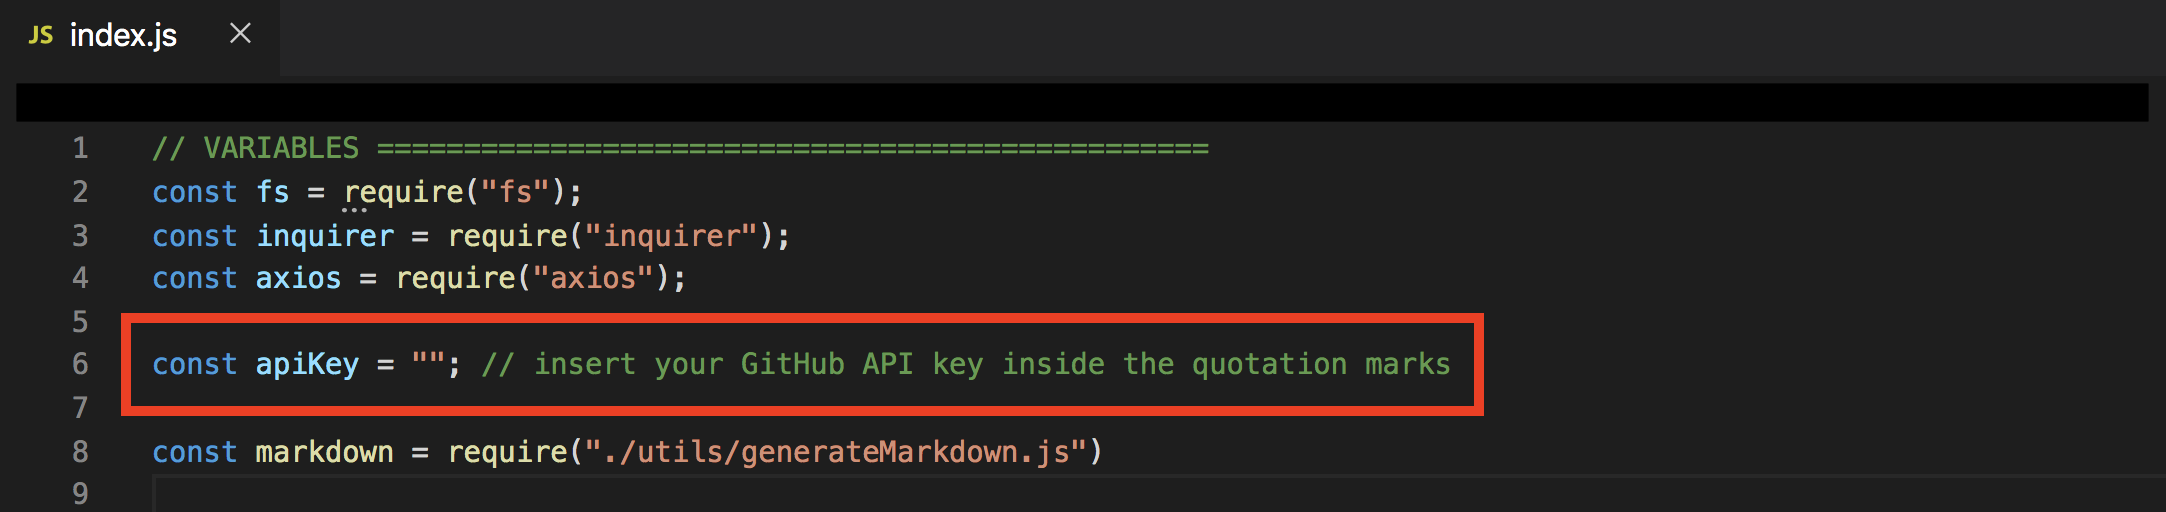 JS index.js ×
1 // VARIABLES ================================================
2 const fs = require("fs");
3 const inquirer = require("inquirer");
4 const axios = require("axios");
5
6 const apiKey = ""; // insert your GitHub API key inside the quotation marks
7
8 const markdown = require("./utils/generateMarkdown.js")
9